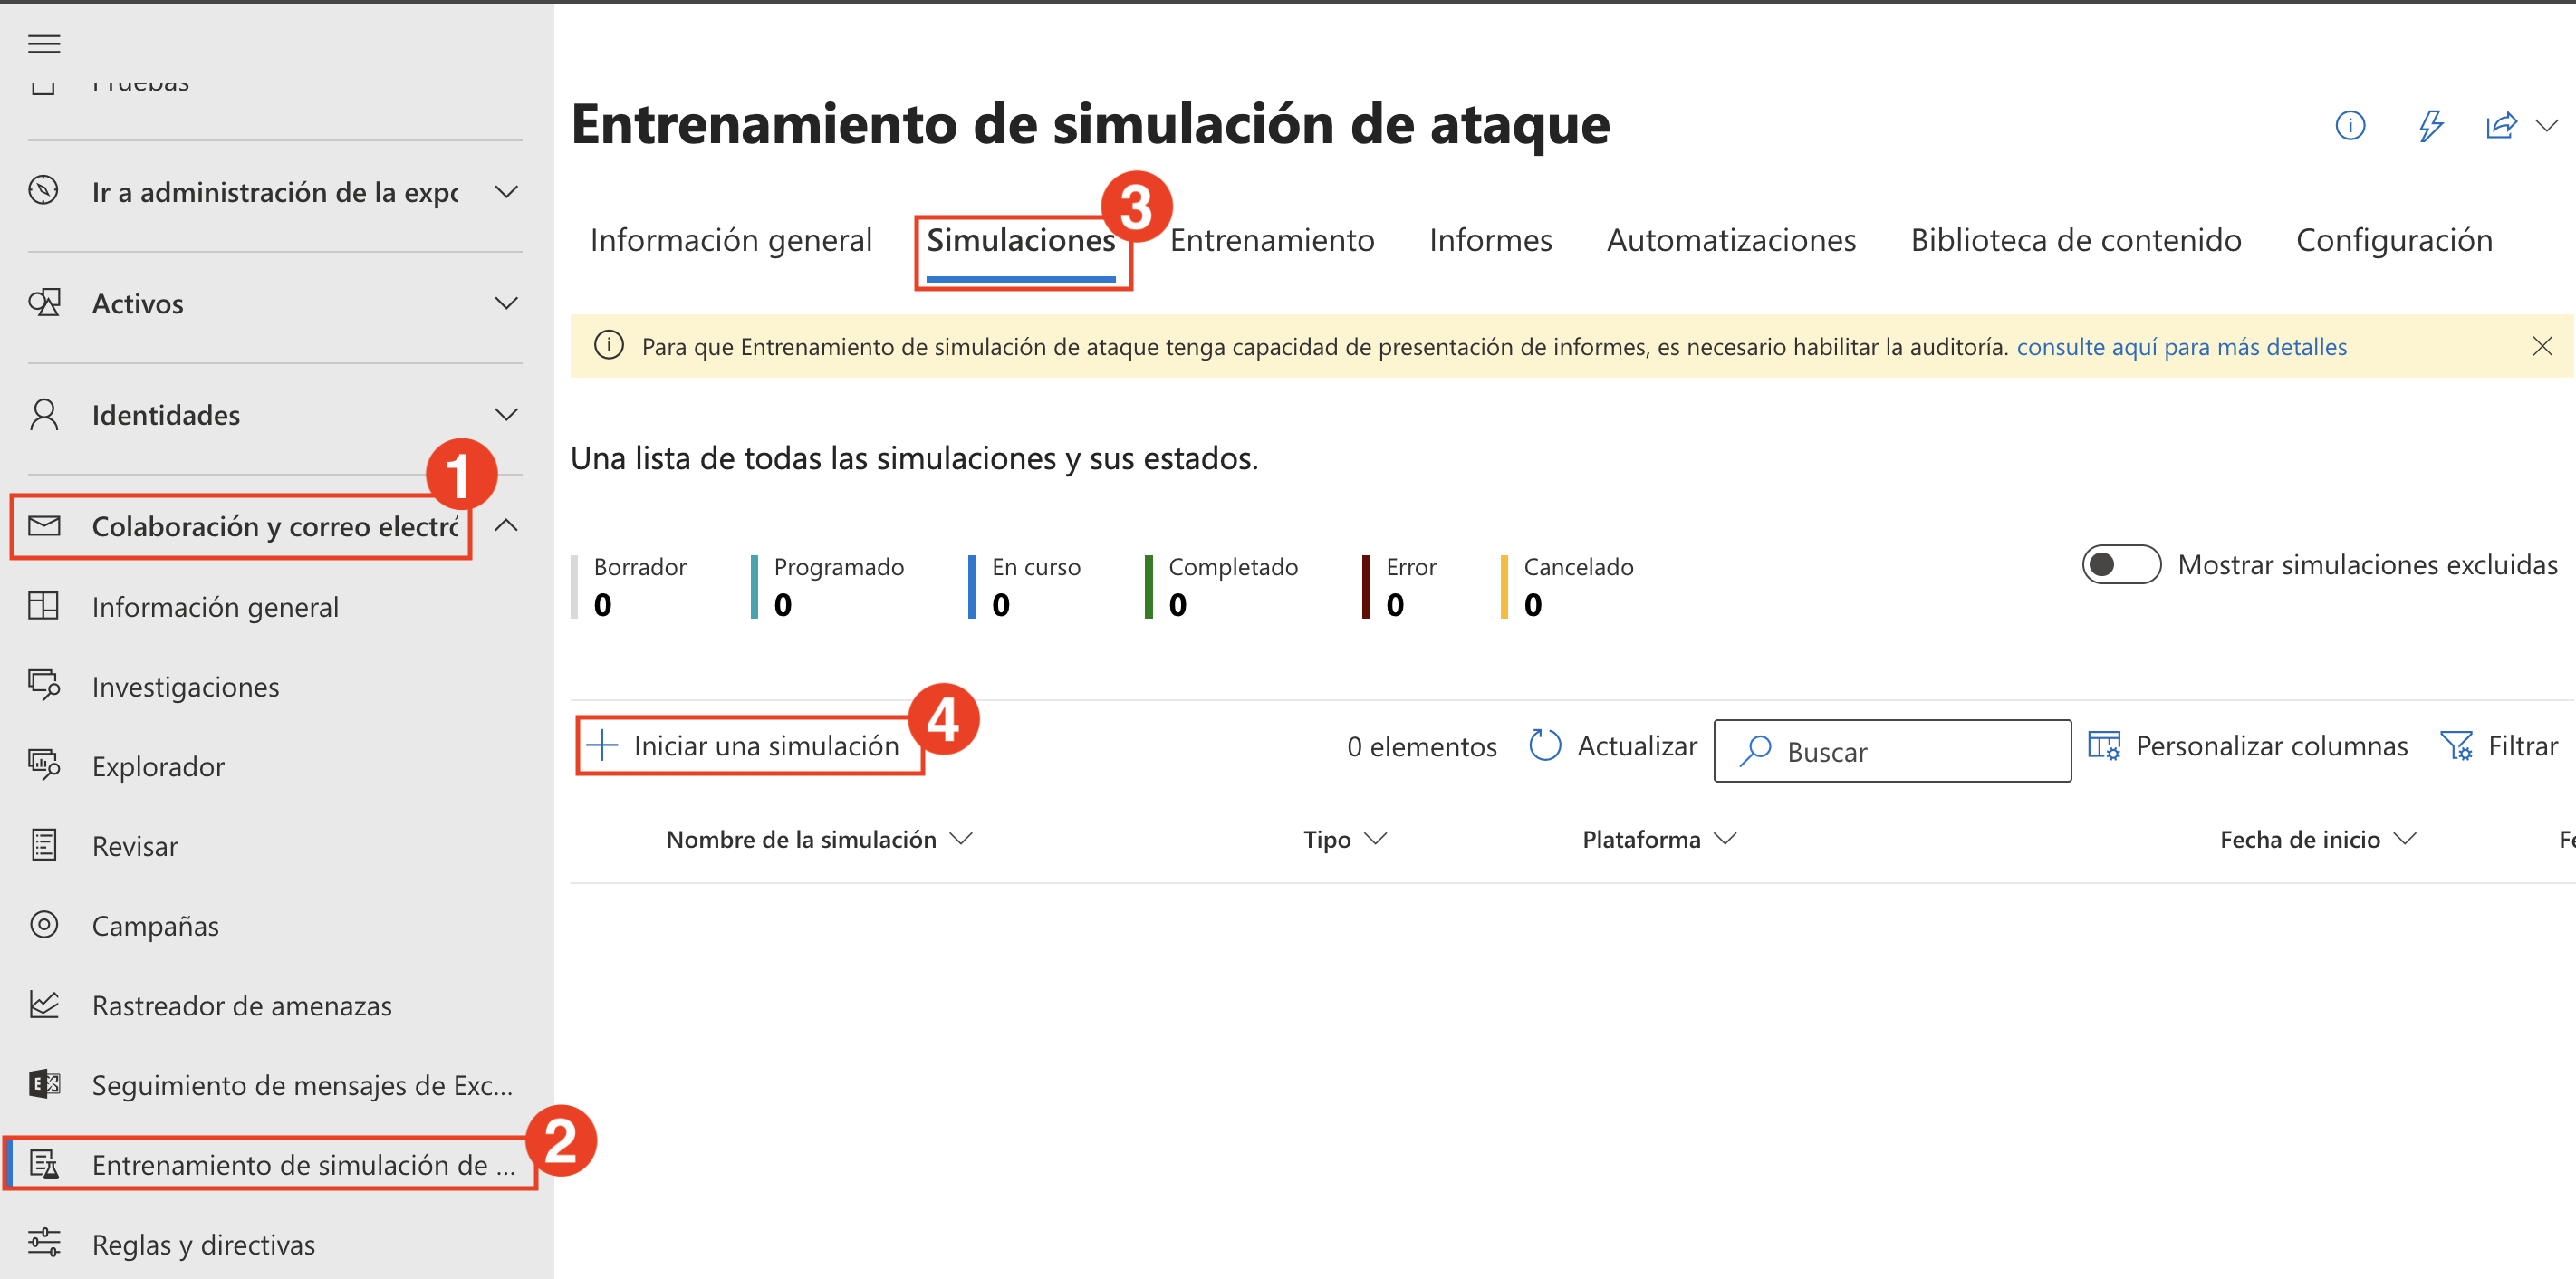 Pruebas
Ir a administración de la expo
Activos
Identidades
1
Colaboración y correo electró
Información general
Investigaciones
Explorador
Revisar
Campañas
Rastreador de amenazas
Seguimiento de mensajes de Exc...
2
Entrenamiento de simulación de ...
Reglas y directivas
Entrenamiento de simulación de ataque
3
Información general Simulaciones Entrenamiento Informes Automatizaciones Biblioteca de contenido Configuración
Para que Entrenamiento de simulación de ataque tenga capacidad de presentación de informes, es necesario habilitar la auditoría. consulte aquí para más detalles
Una lista de todas las simulaciones y sus estados.
Borrador Programado En curso Completado Error Cancelado
0 0 0 0 0 0
Mostrar simulaciones excluidas
4
Iniciar una simulación 0 elementos Actualizar Buscar Personalizar columnas Filtrar
Nombre de la simulación Tipo Plataforma Fecha de inicio Fe